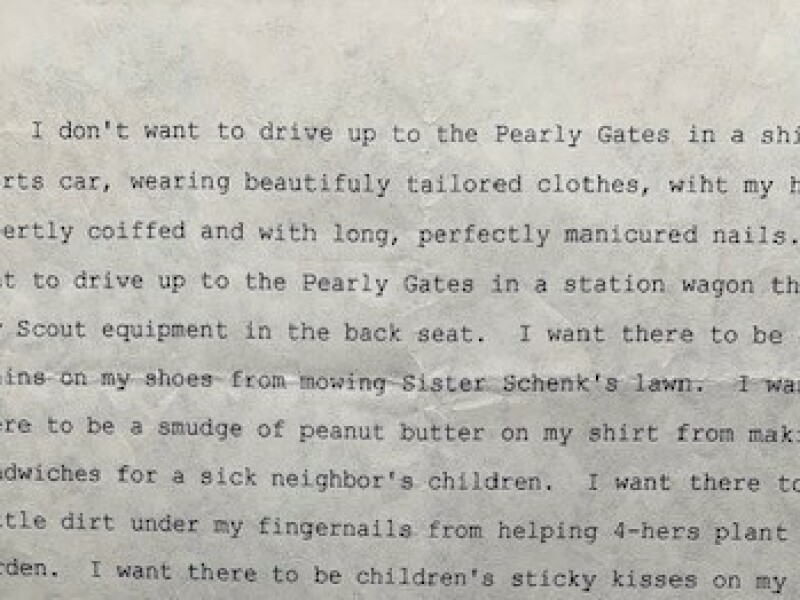 I don't want to drive up to the Pearly Gates in a shi
rts car, wearing beautifuly tailored clothes, wiht my h
ertly coiffed and with long, perfectly manicured nails.
t to drive up to the Pearly Gates in a station wagon th
Scout equipment in the back seat. I want there to be
ins on my shoes from mowing Sister Schenk's lawn. I wa
re to be a smudge of peanut butter on my shirt from maki
dwiches for a sick neighbor's children. I want there to
tle dirt under my fingernails from helping 4-hers plant
rden. I want there to be children's sticky kisses on my